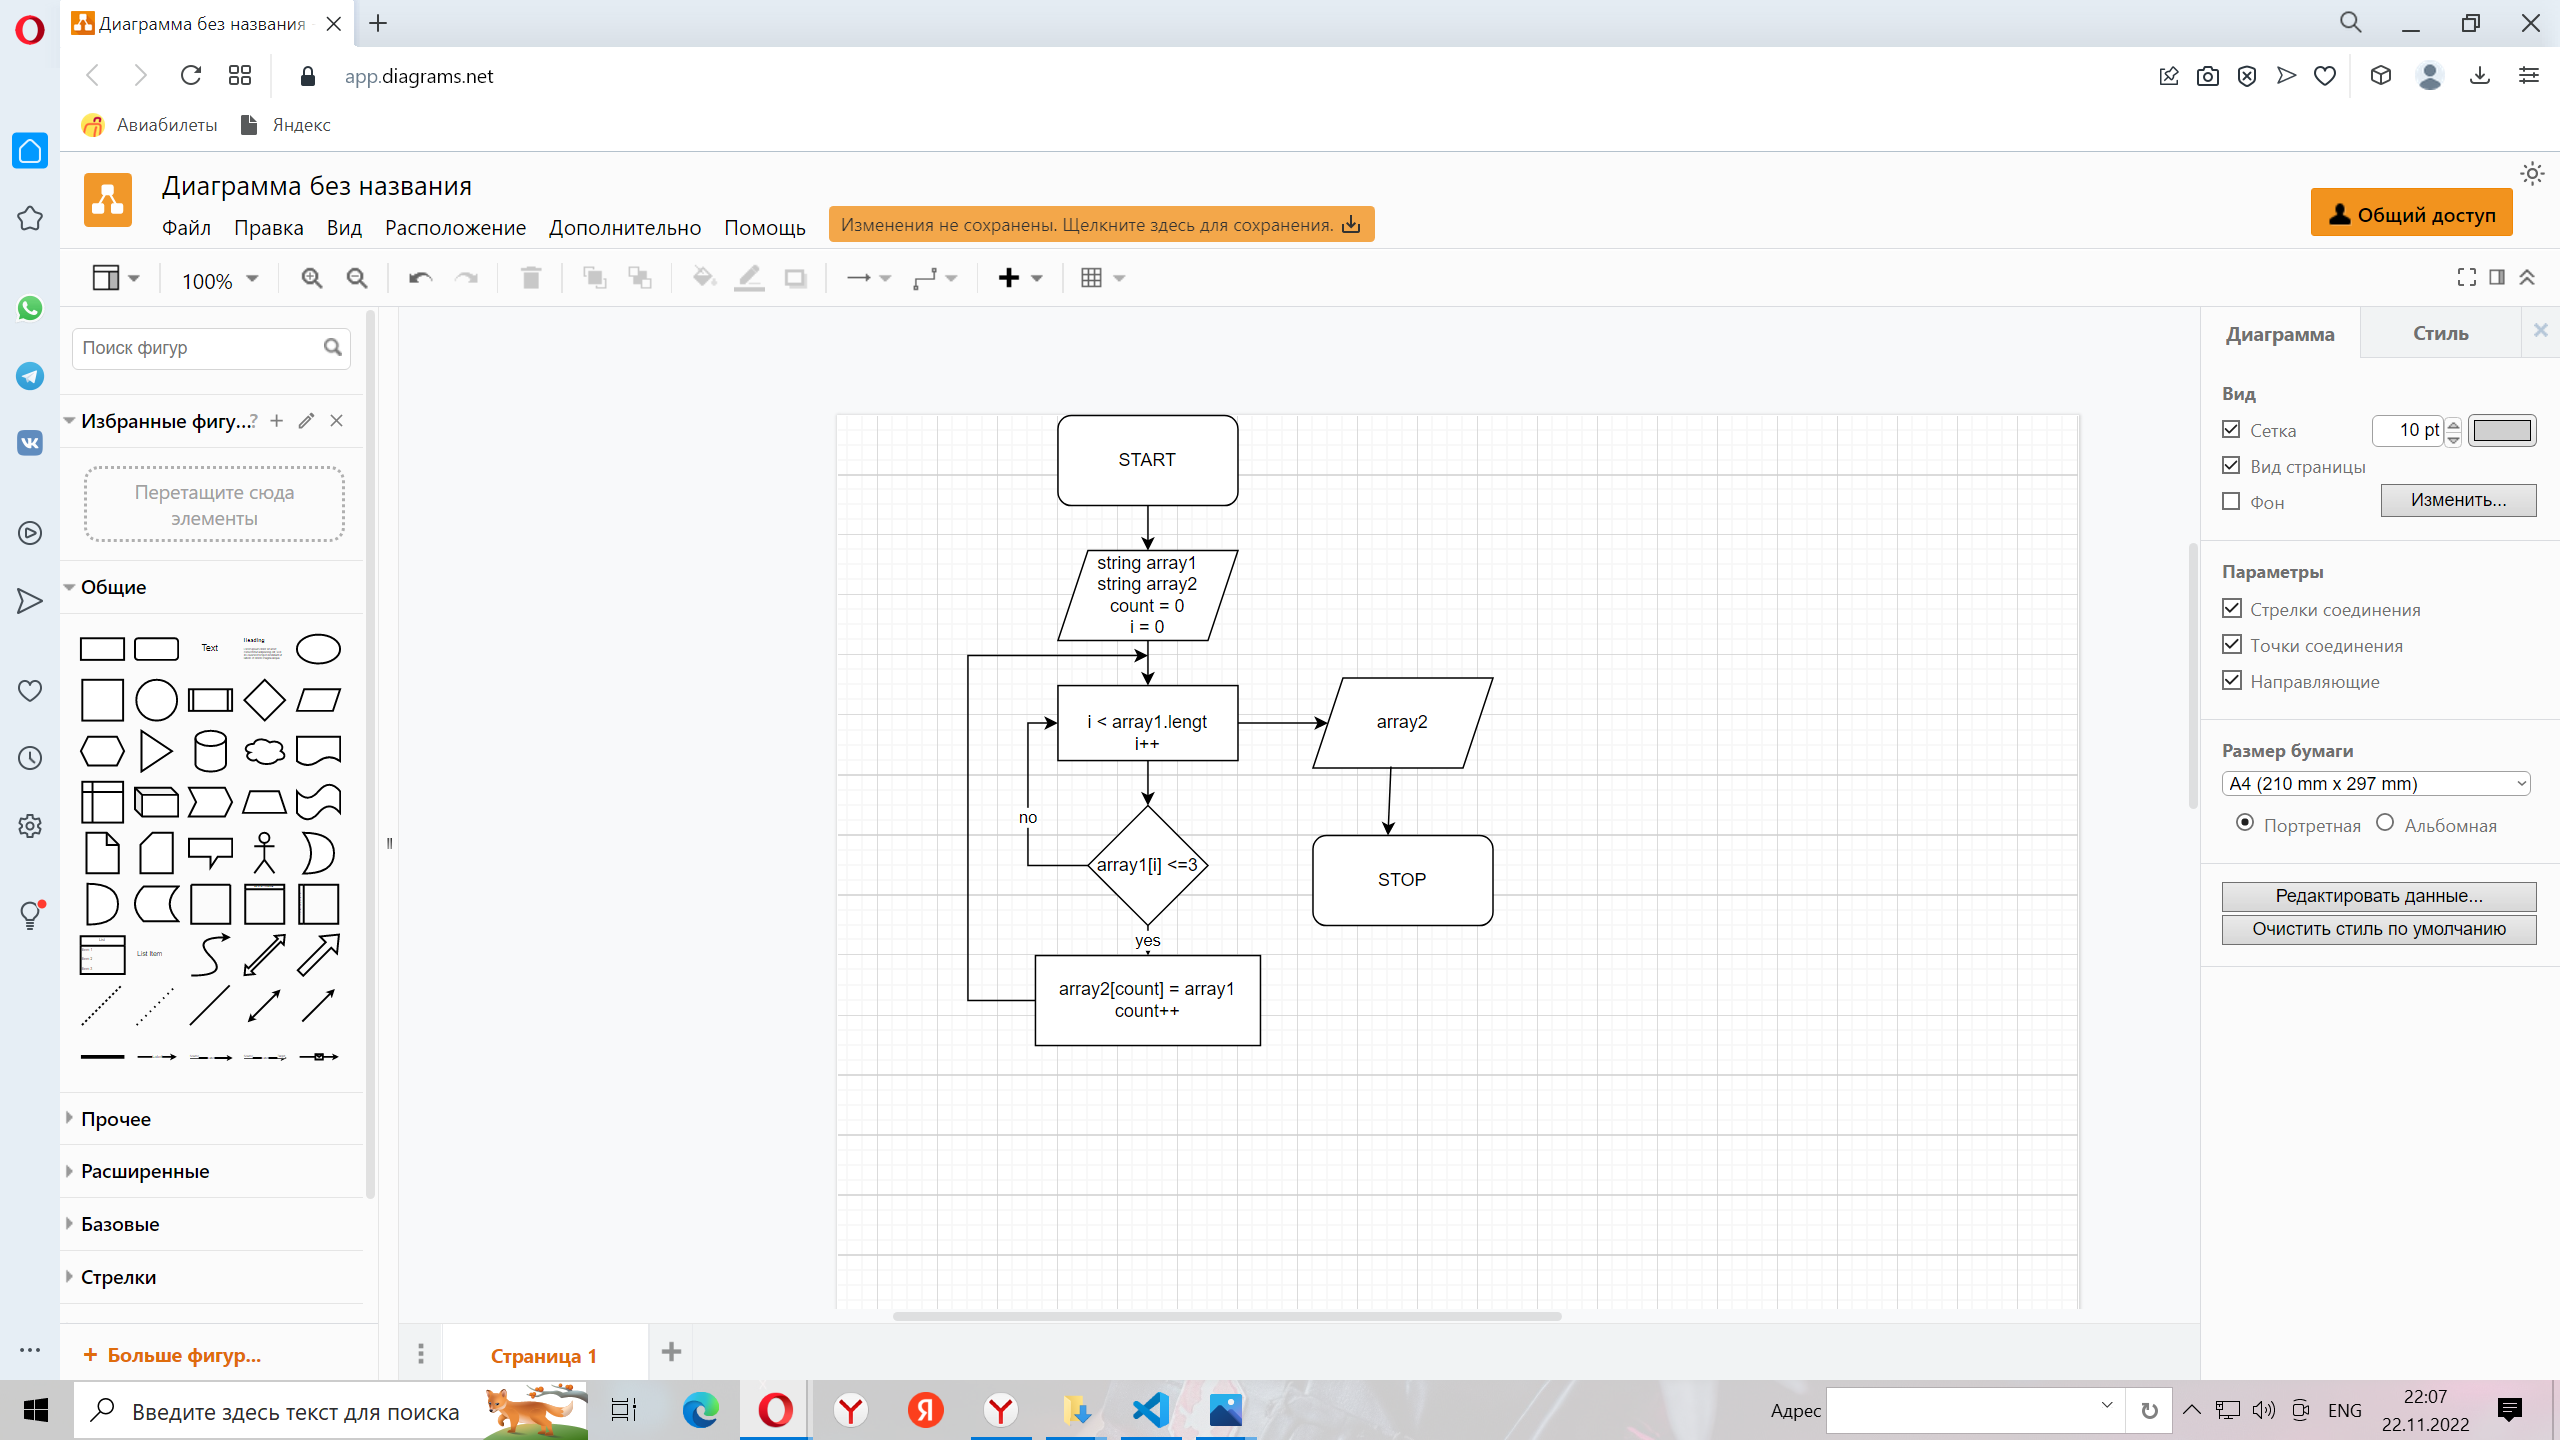 Диаграмма без названия
app.diagrams.net
Авиабилеты
Яндекс
Диаграмма без названия
Файл
Правка
Вид
Расположение
Дополнительно
Помощь
Изменения не сохранены. Щелкните здесь для сохранения.
Общий доступ
100%
Поиск фигур
Избранные фигу...
?
Перетащите сюда
элементы
Общие
Text
Heading
List
List Item
Прочее
Расширенные
Базовые
Стрелки
+ Больше фигур...
START
string array1
string array2
count = 0
i = 0
i < array1.lengt
i++
array2
no
array1[i] <=3
STOP
yes
array2[count] = array1
count++
Страница 1
Диаграмма
Стиль
Вид
Сетка
10 pt
Вид страницы
Фон
Изменить...
Параметры
Стрелки соединения
Точки соединения
Направляющие
Размер бумаги
A4 (210 mm x 297 mm)
Портретная
Альбомная
Редактировать данные...
Очистить стиль по умолчанию
Введите здесь текст для поиска
Адрес
ENG
22:07
22.11.2022